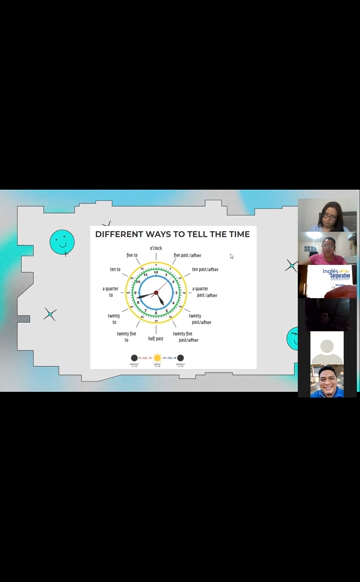 DIFFERENT WAYS TO TELL THE TIME
o'clock
five to
five past/after
ten to
ten past/after
a quarter
to
a quarter
past/after
twenty
to
twenty
past/after
twenty five
to
half past
twenty five
past/after
Inglés
Corporativo